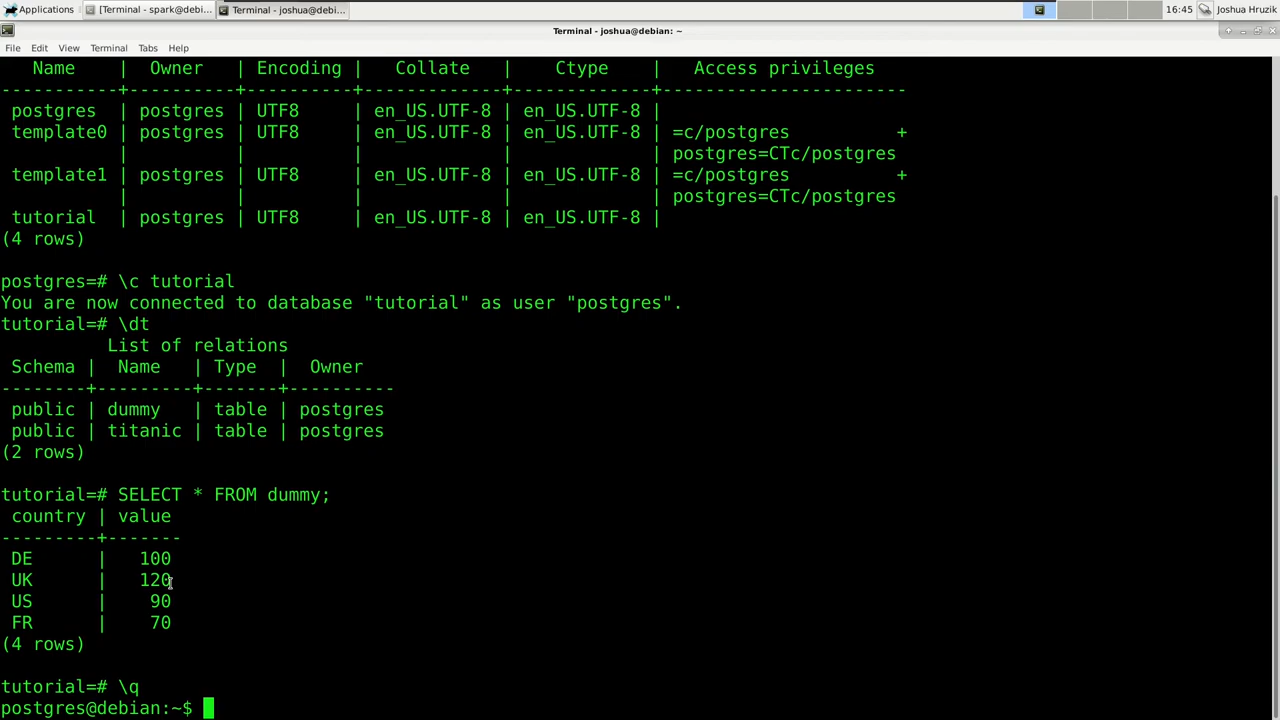 Applications [Terminal - spark@debi... Terminal - joshua@debi... 16:45 Joshua Hruzik
Terminal - joshua@debian: ~
File Edit View Terminal Tabs Help
   Name    |  Owner   | Encoding |   Collate   |    Ctype    |   Access privileges
-----------+----------+----------+-------------+-------------+-----------------------
 postgres  | postgres | UTF8     | en_US.UTF-8 | en_US.UTF-8 |
 template0 | postgres | UTF8     | en_US.UTF-8 | en_US.UTF-8 | =c/postgres          +
           |          |          |             |             | postgres=CTc/postgres
 template1 | postgres | UTF8     | en_US.UTF-8 | en_US.UTF-8 | =c/postgres          +
           |          |          |             |             | postgres=CTc/postgres
 tutorial  | postgres | UTF8     | en_US.UTF-8 | en_US.UTF-8 |
(4 rows)
postgres=# \c tutorial
You are now connected to database "tutorial" as user "postgres".
tutorial=# \dt
          List of relations
 Schema |  Name   | Type  |  Owner
--------+---------+-------+----------
 public | dummy   | table | postgres
 public | titanic | table | postgres
(2 rows)
tutorial=# SELECT * FROM dummy;
 country | value
---------+-------
 DE      |   100
 UK      |   120
 US      |    90
 FR      |    70
(4 rows)
tutorial=# \q
postgres@debian:~$